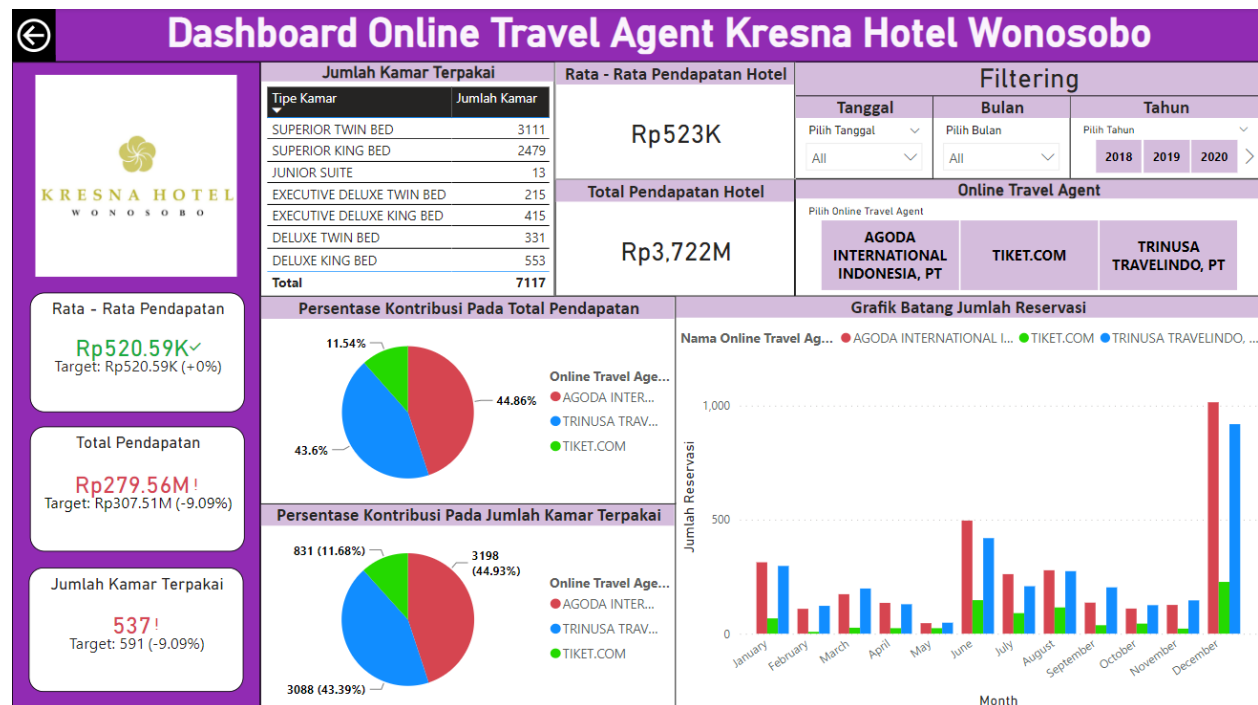 Dashboard Online Travel Agent Kresna Hotel Wonosobo
KRESNA HOTEL
WONOSOBO
Rata - Rata Pendapatan
Rp520.59K
Target: Rp520.59K (+0%)
Total Pendapatan
Rp279.56M!
Target: Rp307.51M (-9.09%)
Jumlah Kamar Terpakai
537!
Target: 591 (-9.09%)
Jumlah Kamar Terpakai
Tipe Kamar Jumlah Kamar
SUPERIOR TWIN BED 3111
SUPERIOR KING BED 2479
JUNIOR SUITE 13
EXECUTIVE DELUXE TWIN BED 215
EXECUTIVE DELUXE KING BED 415
DELUXE TWIN BED 331
DELUXE KING BED 553
Total 7117
Rata - Rata Pendapatan Hotel
Rp523K
Total Pendapatan Hotel
Rp3,722M
Filtering
Tanggal Bulan Tahun
Pilih Tanggal Pilih Bulan Pilih Tahun
All All 2018 2019 2020
Online Travel Agent
Pilih Online Travel Agent
AGODA
INTERNATIONAL
INDONESIA, PT
TIKET.COM
TRINUSA
TRAVELINDO, PT
Persentase Kontribusi Pada Total Pendapatan
11.54%
44.86%
43.6%
Online Travel Age...
AGODA INTER...
TRINUSA TRAV...
TIKET.COM
Persentase Kontribusi Pada Jumlah Kamar Terpakai
831 (11.68%)
3198
(44.93%)
3088 (43.39%)
Online Travel Age...
AGODA INTER...
TRINUSA TRAV...
TIKET.COM
Grafik Batang Jumlah Reservasi
Nama Online Travel Ag... AGODA INTERNATIONAL I... TIKET.COM TRINUSA TRAVELINDO, ...
Jumlah Reservasi
1,000
500
0
January February March April May June July August September October November December
Month